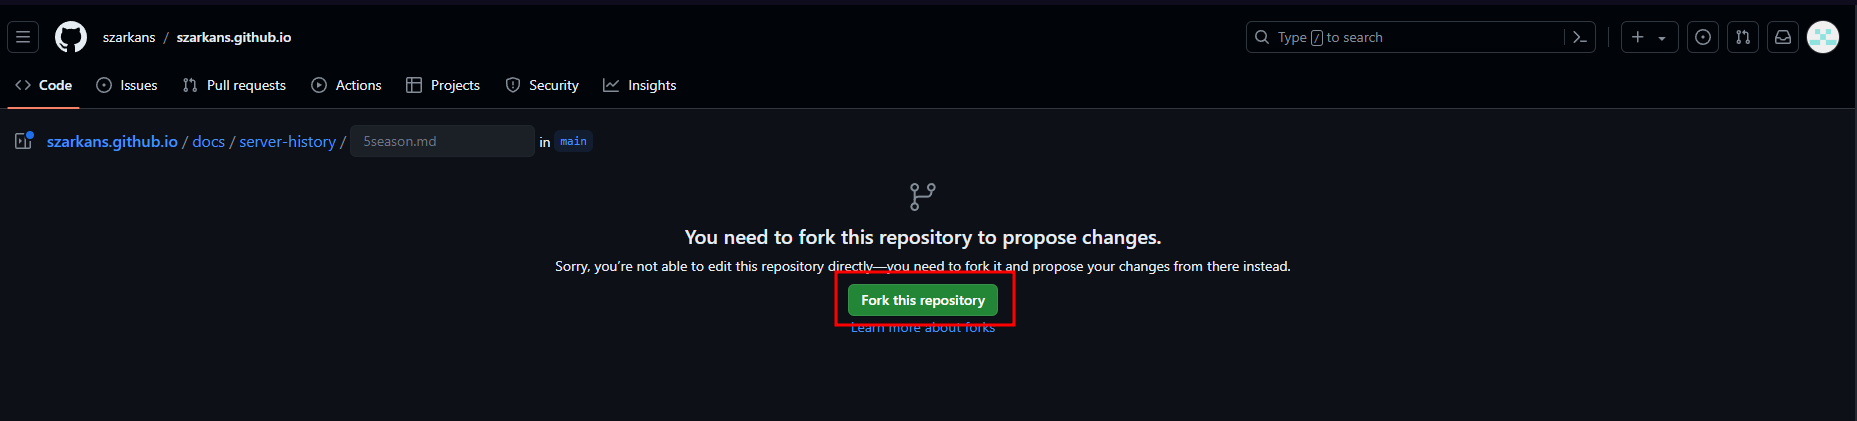 szarkans / szarkans.github.io
Type / to search
Code Issues Pull requests Actions Projects Security Insights
szarkans.github.io / docs / server-history / 5season.md in main
You need to fork this repository to propose changes.
Sorry, you're not able to edit this repository directly—you need to fork it and propose your changes from there instead.
Fork this repository
Learn more about forks